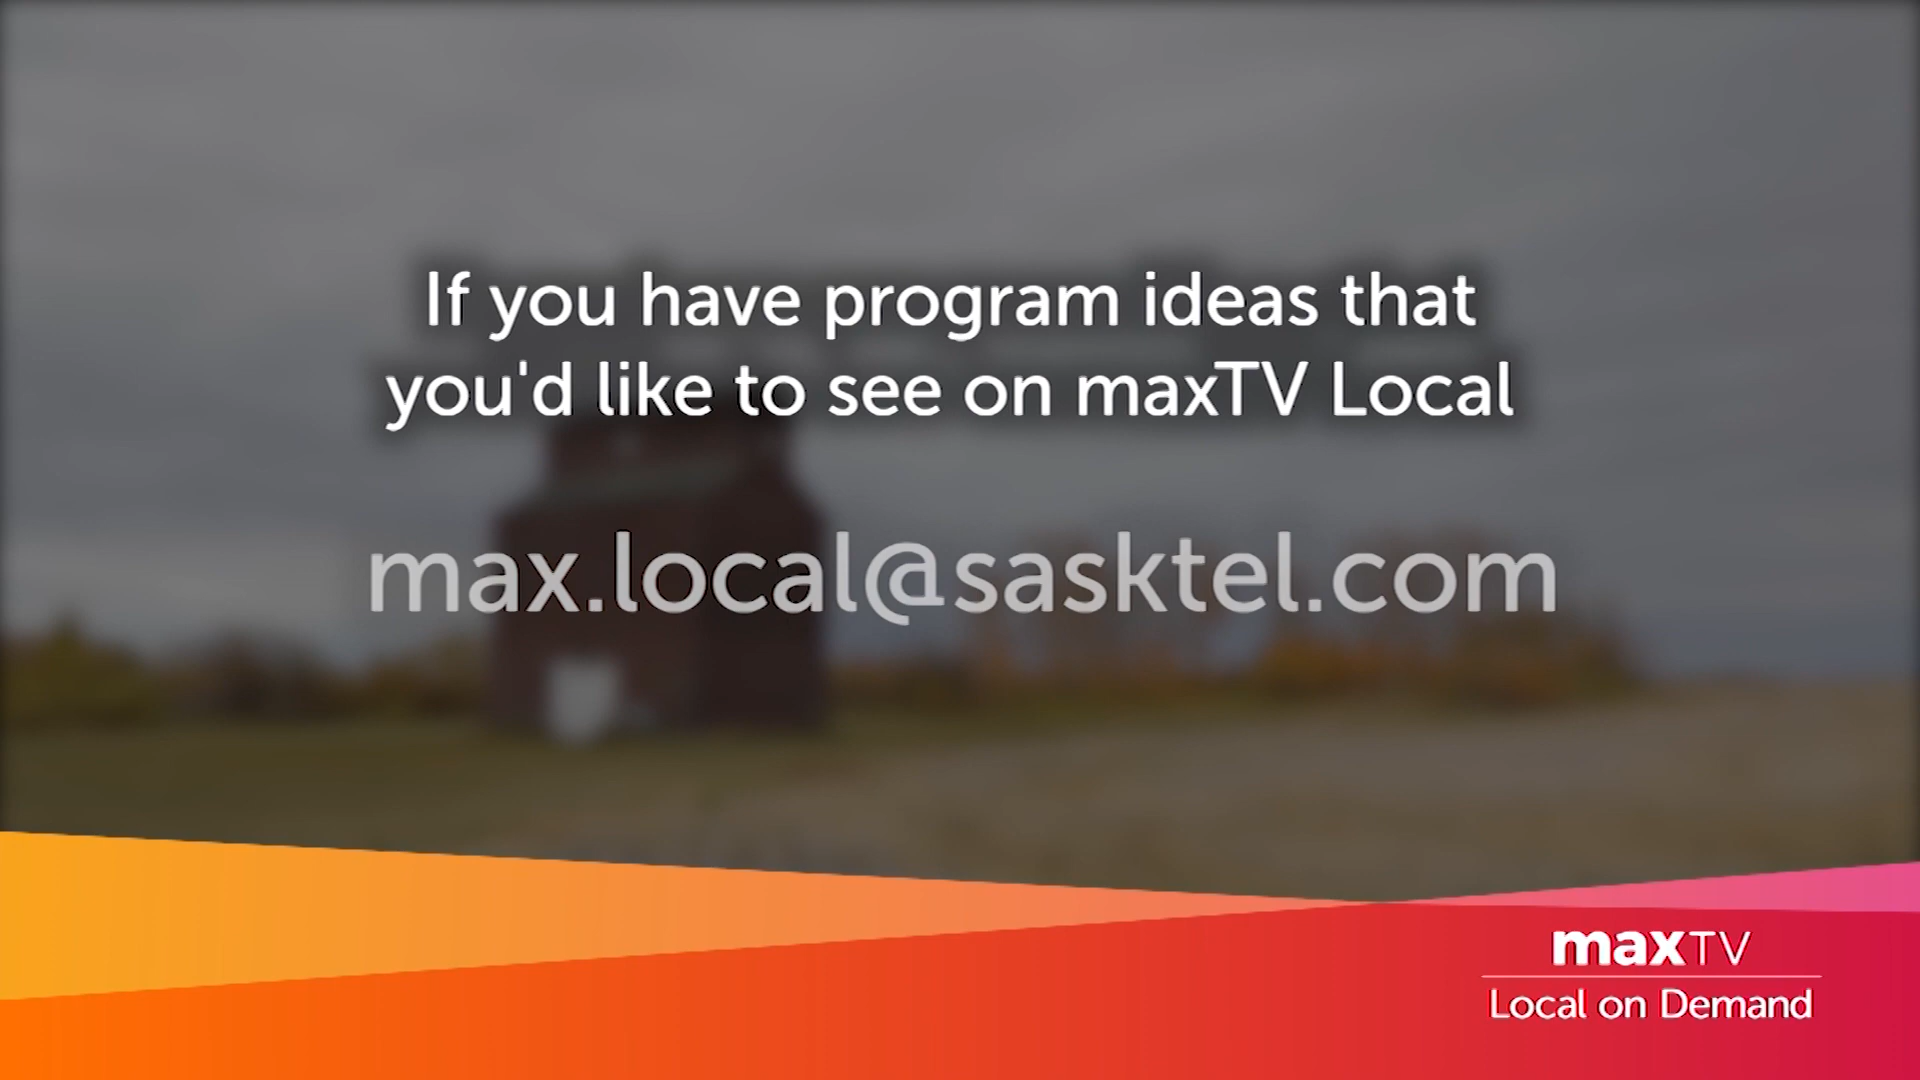 If you have program ideas that
you'd like to see on maxTV Local
max.local@sasktel.com
maxTV
Local on Demand